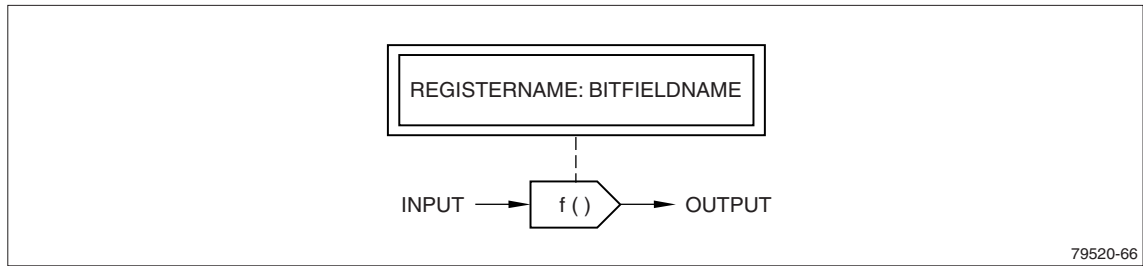 REGISTERNAME: BITFIELDNAME
INPUT
f ( )
OUTPUT
79520-66